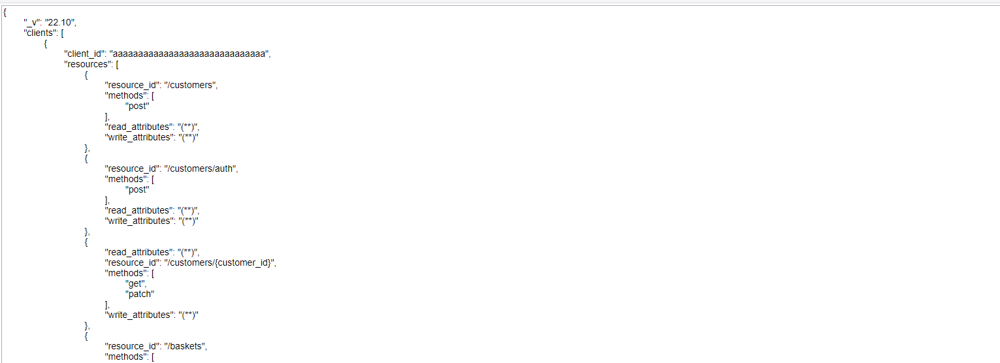 {
"_v": "22.10",
"clients": [
{
"client_id": "aaaaaaaaaaaaaaaaaaaaaaaaaaaaaa",
"resources": [
{
"resource_id": "/customers",
"methods": [
"post"
],
"read_attributes": "(**)",
"write_attributes": "(**)"
},
{
"resource_id": "/customers/auth",
"methods": [
"post"
],
"read_attributes": "(**)",
"write_attributes": "(**)"
},
{
"read_attributes": "(**)",
"resource_id": "/customers/{customer_id}",
"methods": [
"get",
"patch"
],
"write_attributes": "(**)"
},
{
"resource_id": "/baskets",
"methods": [